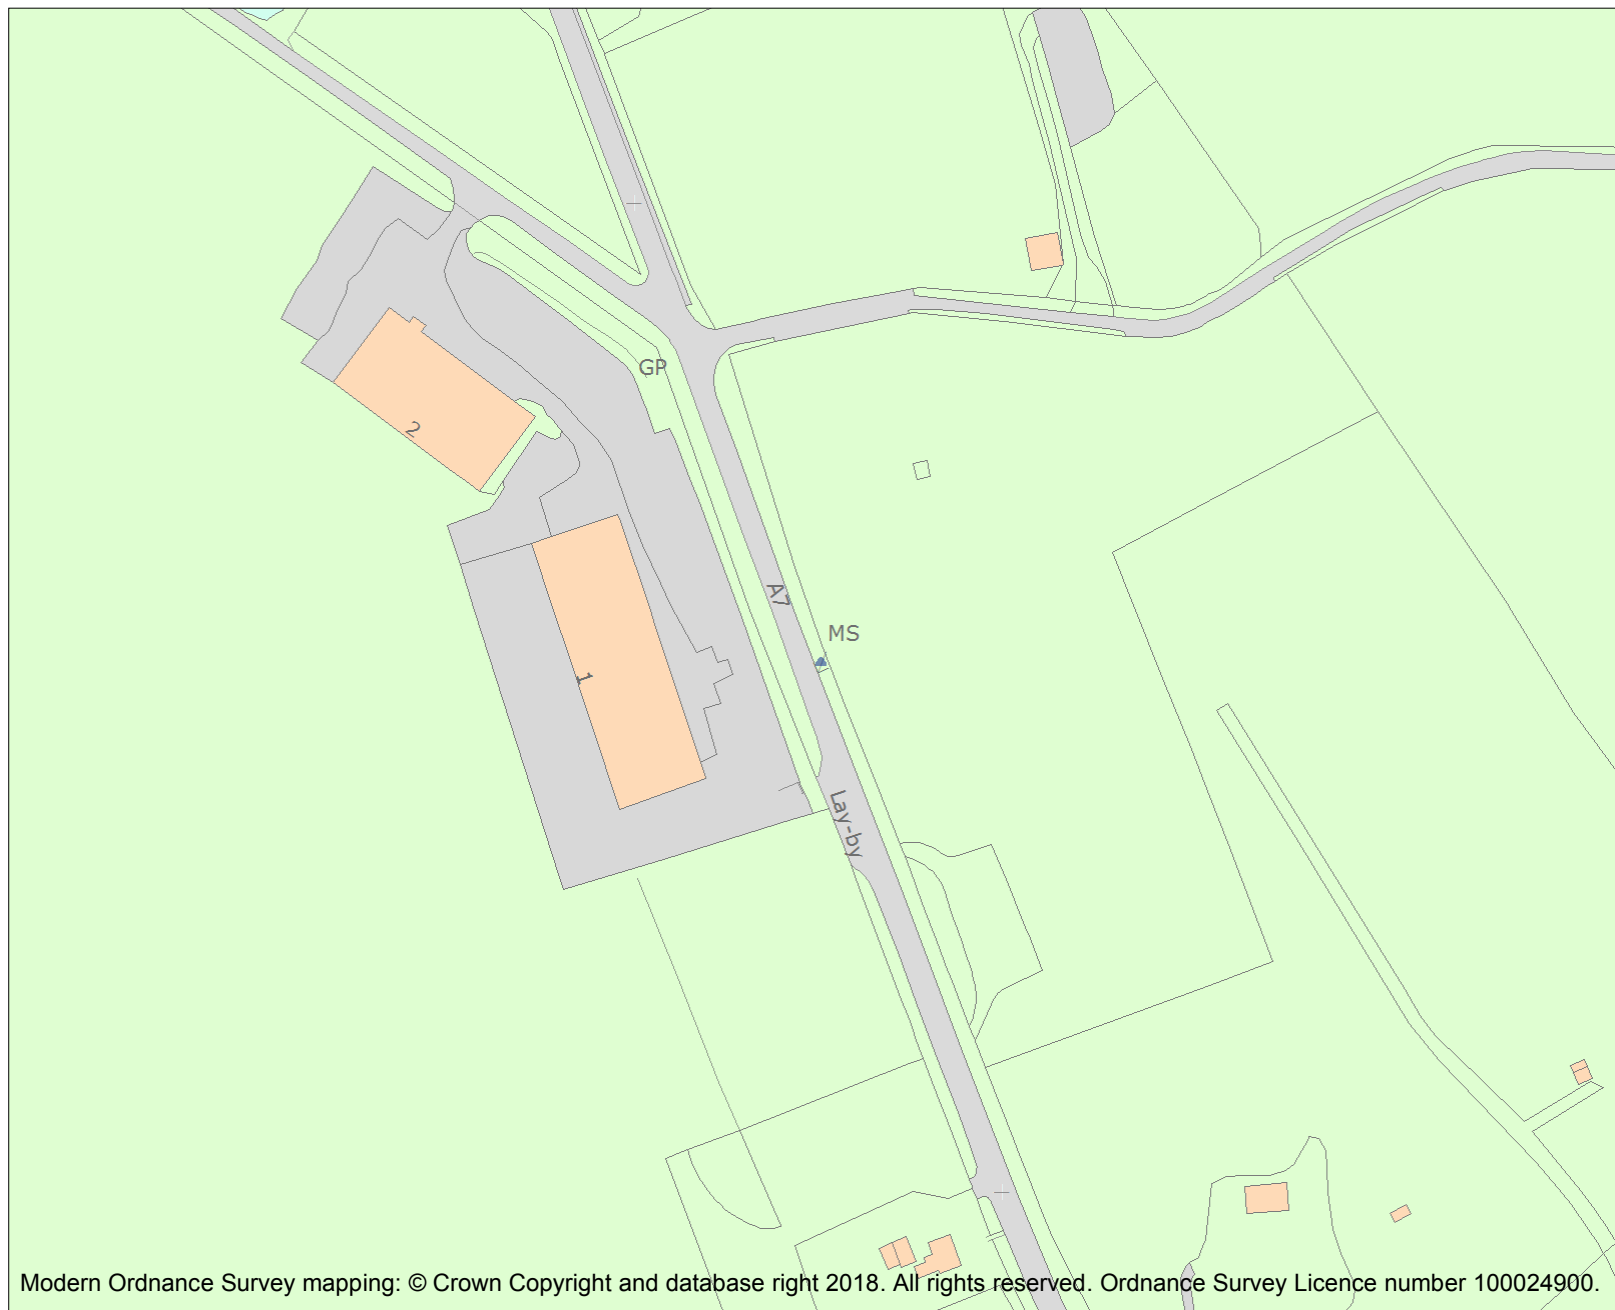 GP
2
A7
MS
1
Lay-by
Modern Ordnance Survey mapping: © Crown Copyright and database right 2018. All rights reserved. Ordnance Survey Licence number 100024900.